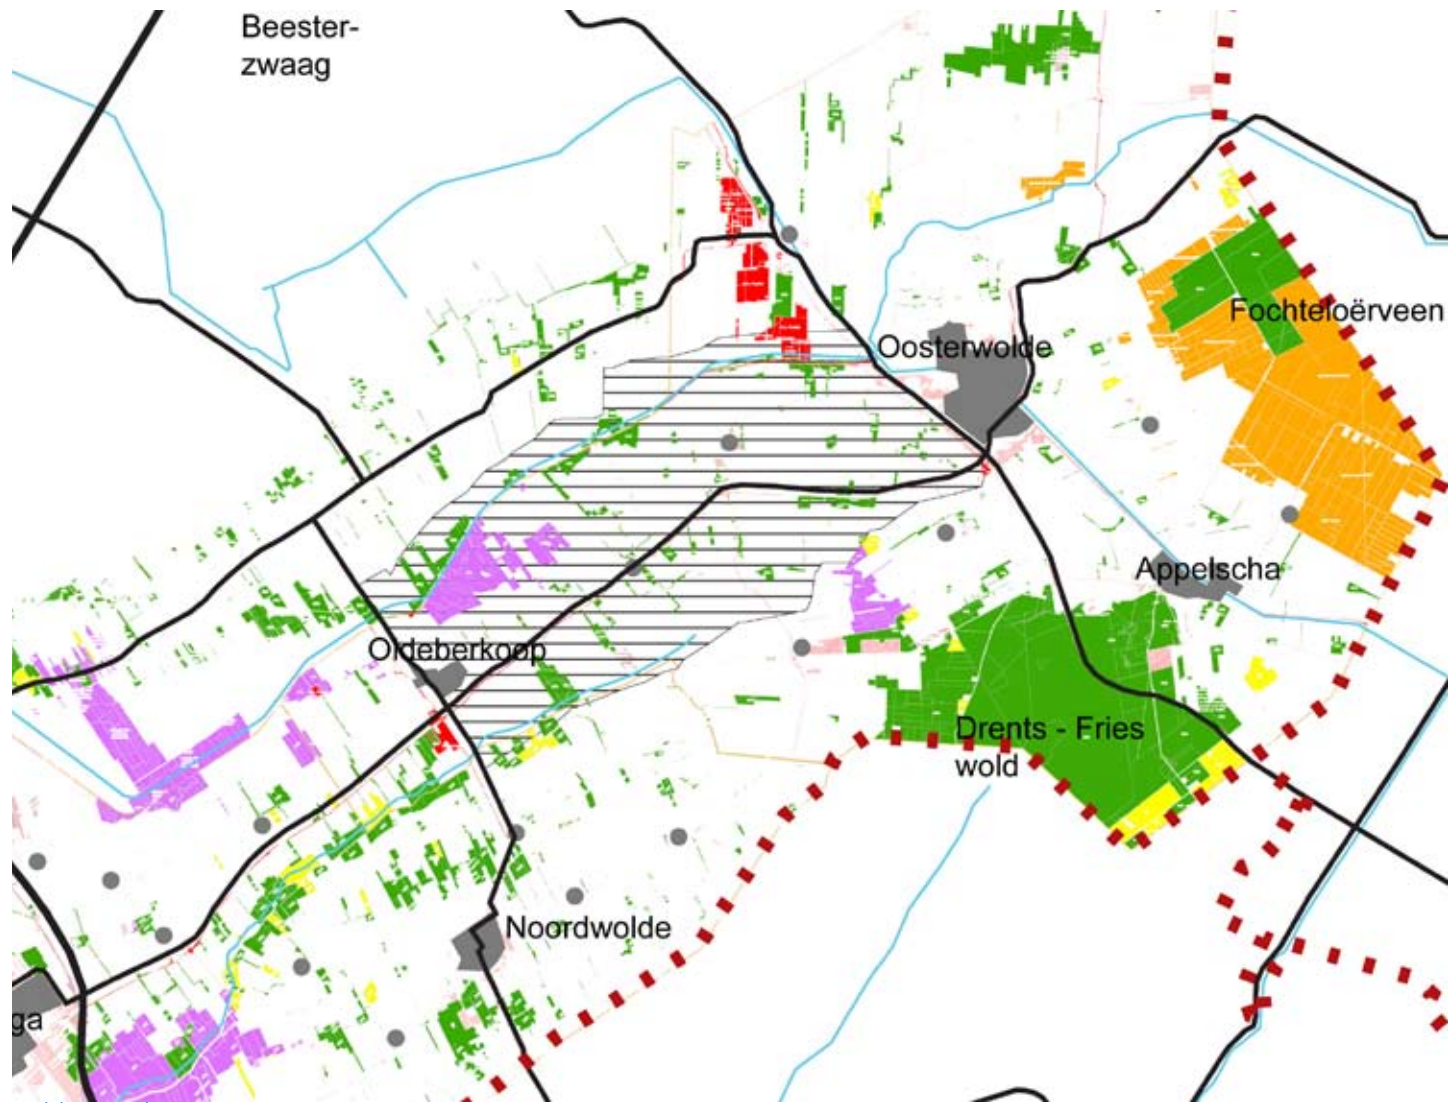 Beester-
zwaag
Fochteloërveen
Oosterwolde
Appelscha
Oldeberkoop
Drents - Fries
wold
Noordwolde
ga